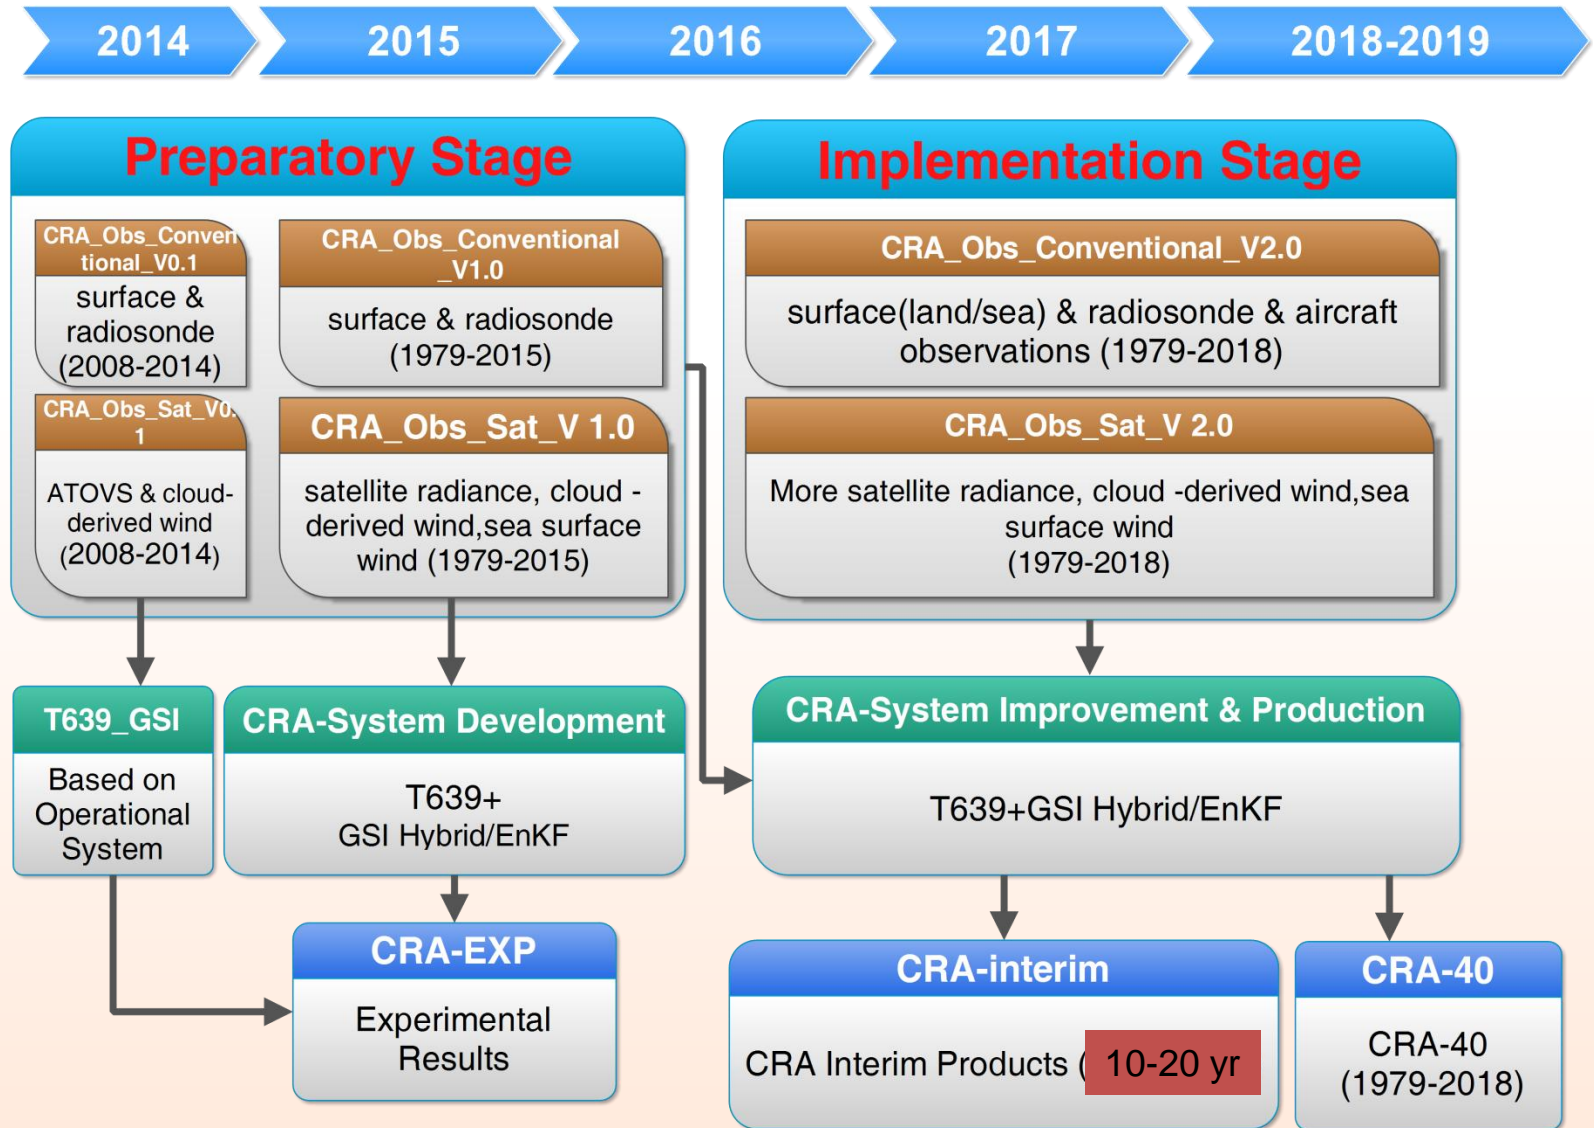 2014
2015
2016
2017
2018-2019
Preparatory Stage
CRA_Obs_Conven
tional_V0.1
surface &
radiosonde
(2008-2014)
CRA_Obs_Sat_V0.
1
ATOVS & cloud-
derived wind
(2008-2014)
CRA_Obs_Conventional
_V1.0
surface & radiosonde
(1979-2015)
CRA_Obs_Sat_V 1.0
satellite radiance, cloud -
derived wind,sea surface
wind (1979-2015)
Implementation Stage
CRA_Obs_Conventional_V2.0
surface(land/sea) & radiosonde & aircraft
observations (1979-2018)
CRA_Obs_Sat_V 2.0
More satellite radiance, cloud -derived wind,sea
surface wind
(1979-2018)
T639_GSI
Based on
Operational
System
CRA-System Development
T639+
GSI Hybrid/EnKF
CRA-System Improvement & Production
T639+GSI Hybrid/EnKF
CRA-EXP
Experimental
Results
CRA-interim
CRA Interim Products ( 10-20 yr
CRA-40
CRA-40
(1979-2018)